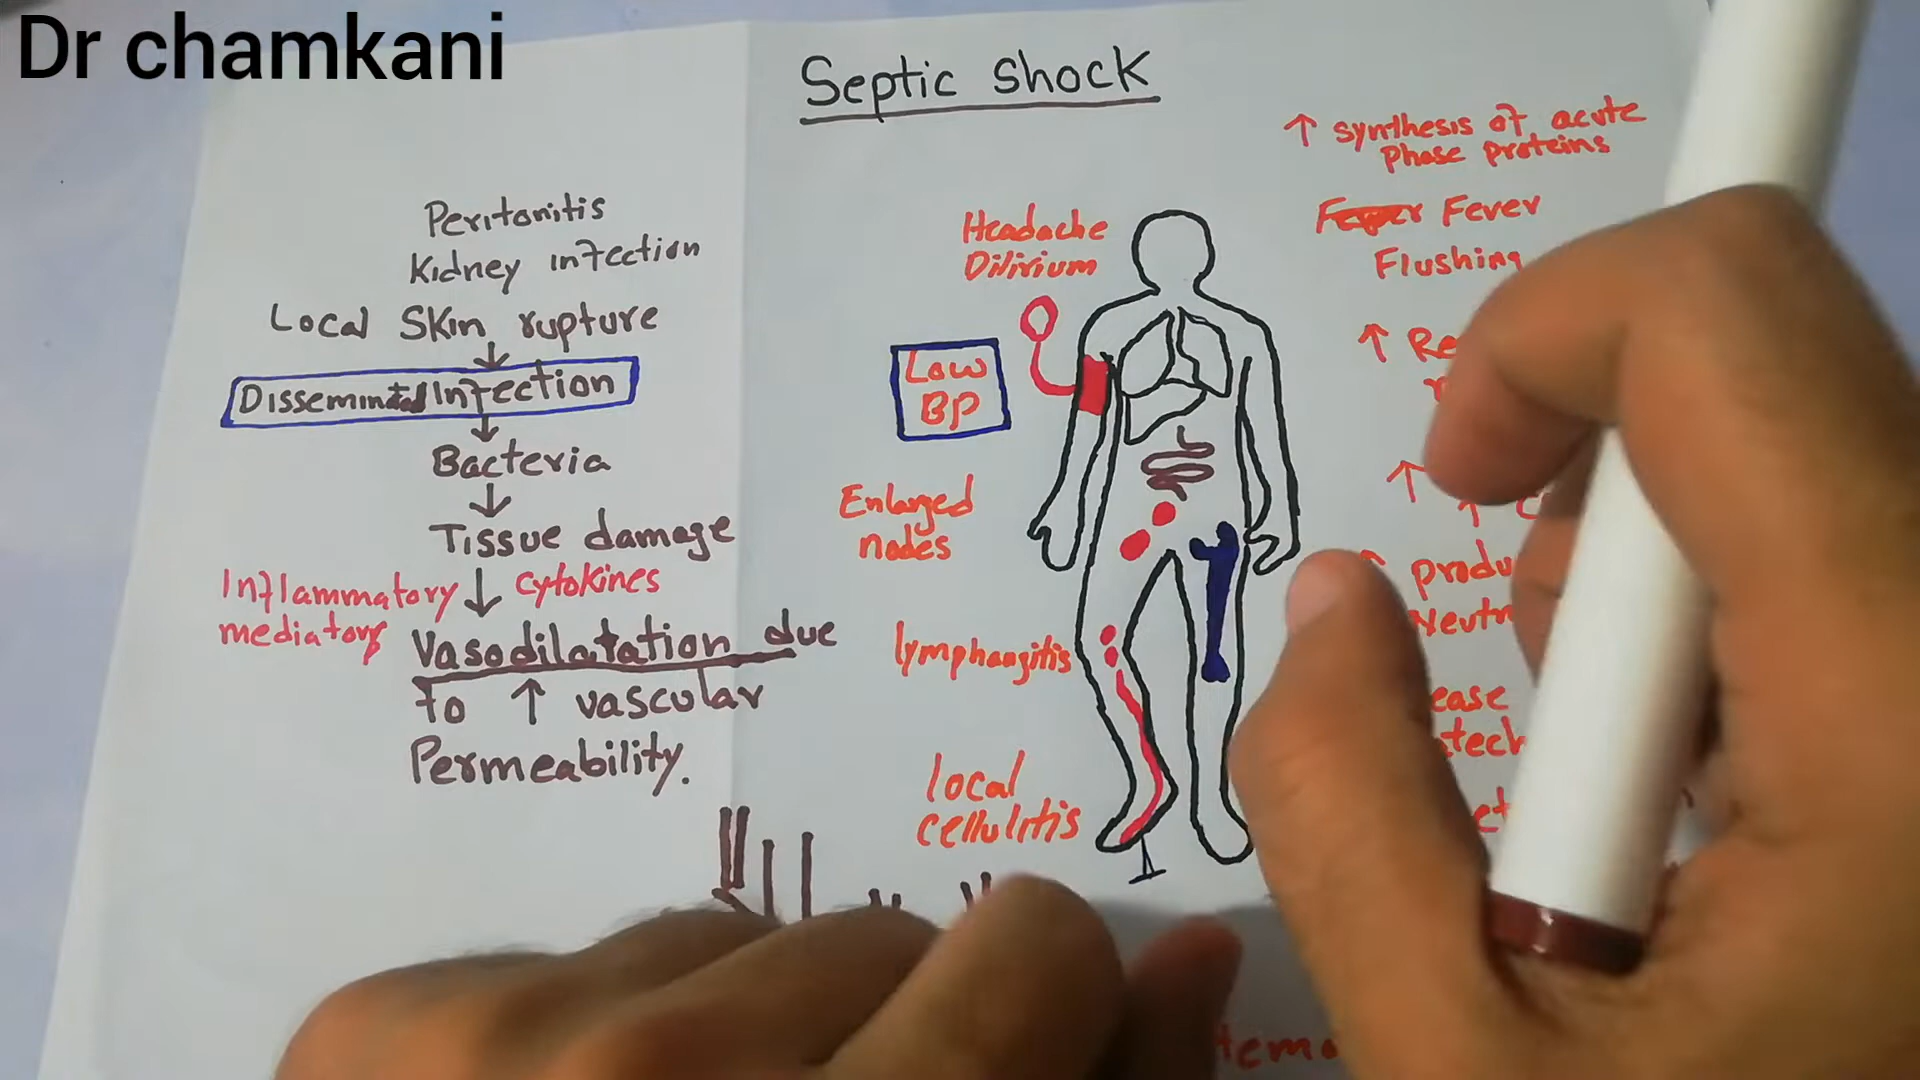 Dr chamkani
Septic shock
Peritonitis
Kidney infection
Local Skin rupture
Disseminated Infection
Bacteria
Tissue damage
Inflammatory ↓ cytokines
mediators
Vasodilatation due
to ↑ vascular
Permeability.
Headache
Dilirium
Low
BP
Enlarged
nodes
lymphangitis
local
cellulitis
↑ synthesis of acute
Phase proteins
Fever
Flushing
↑
↑
↑